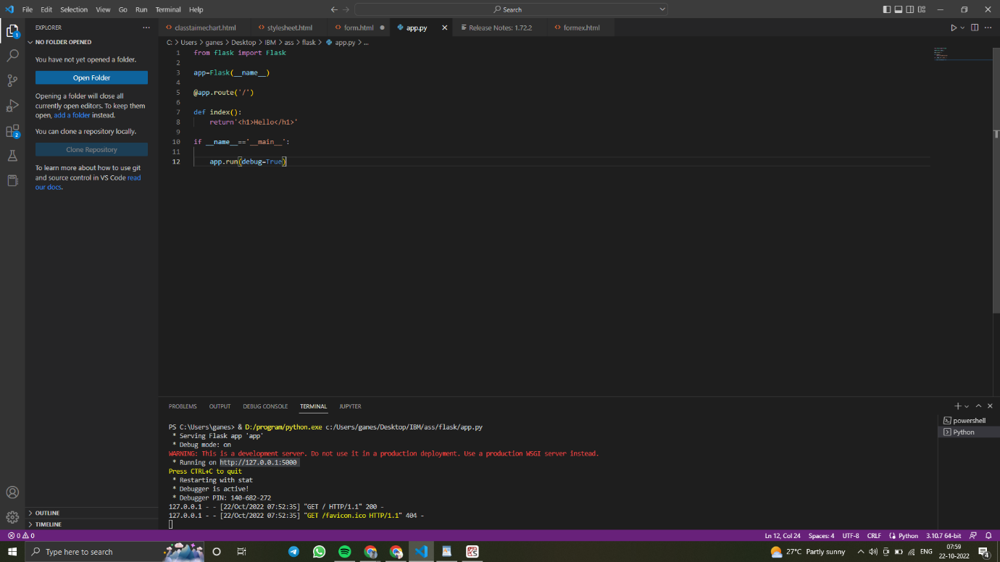 File Edit Selection View Go Run Terminal Help
Search
EXPLORER
NO FOLDER OPENED
You have not yet opened a folder.
Open Folder
Opening a folder will close all
currently open editors. To keep them
open, add a folder instead.
You can clone a repository locally.
Clone Repository
To learn more about how to use git
and source control in VS Code read
our docs.
OUTLINE
TIMELINE
1
2
classtaimechart.html stylesheet.html form.html app.py Release Notes: 1.72.2 formex.html
C: > Users > ganes > Desktop > IBM > ass > flask > app.py > ...
1 from flask import Flask
2
3 app=Flask(__name__)
4
5 @app.route('/')
6
7 def index():
8 return'<h1>Hello</h1>'
9
10 if __name__=='__main__':
11
12 app.run(debug=True)
PROBLEMS OUTPUT DEBUG CONSOLE TERMINAL JUPYTER
PS C:\Users\ganes> & D:/program/python.exe c:/Users/ganes/Desktop/IBM/ass/flask/app.py
* Serving Flask app 'app'
* Debug mode: on
WARNING: This is a development server. Do not use it in a production deployment. Use a production WSGI server instead.
* Running on http://127.0.0.1:5000
Press CTRL+C to quit
* Restarting with stat
* Debugger is active!
* Debugger PIN: 140-682-272
127.0.0.1 - - [22/Oct/2022 07:52:35] "GET / HTTP/1.1" 200 -
127.0.0.1 - - [22/Oct/2022 07:52:35] "GET /favicon.ico HTTP/1.1" 404 -
powershell
Python
0 0
Ln 12, Col 24 Spaces: 4 UTF-8 CRLF Python 3.10.7 64-bit
Type here to search
27°C Partly sunny
ENG
07:59
22-10-2022
4